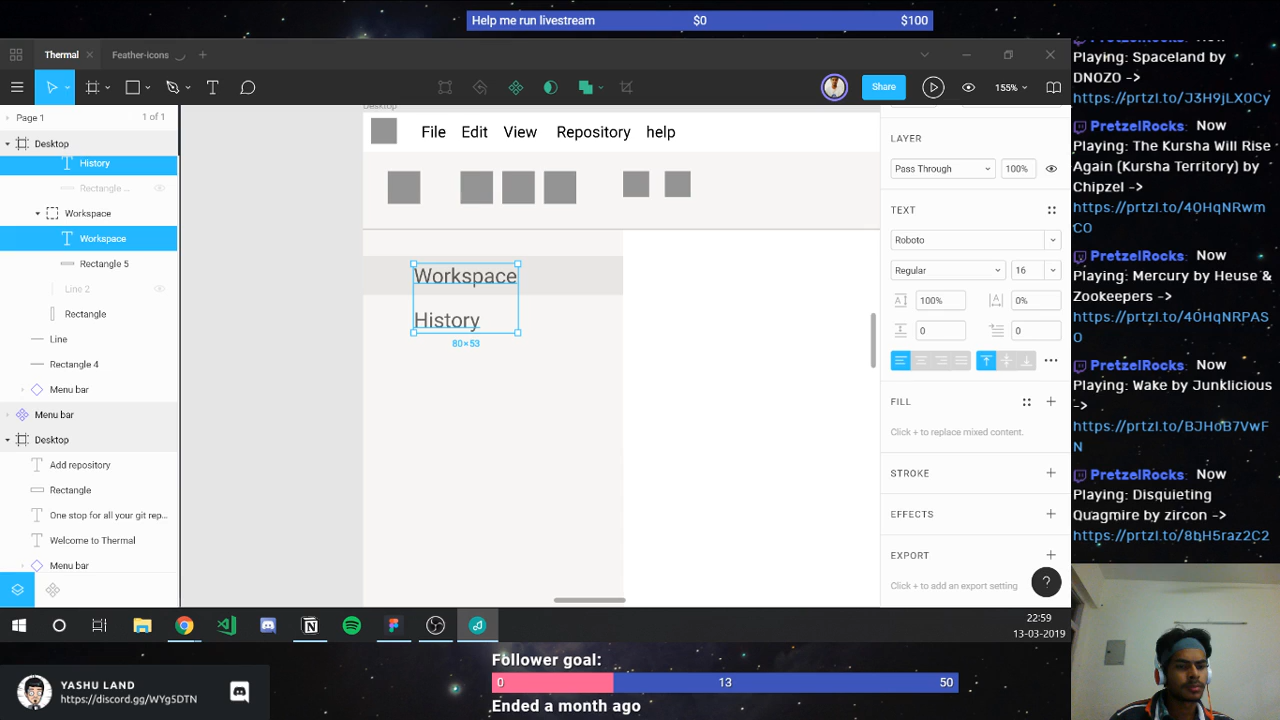 Help me run livestream $0 $100
Thermal
Feather-icons
Share
155%
Page 1
1 of 1
Desktop
History
Rectangle ...
Workspace
Workspace
Rectangle 5
Line 2
Rectangle
Line
Rectangle 4
Menu bar
Menu bar
Desktop
Add repository
Rectangle
One stop for all your git rep...
Welcome to Thermal
Menu bar
Desktop
File Edit View Repository help
Workspace
History
80×53
LAYER
Pass Through
100%
TEXT
Roboto
Regular
16
100%
0%
0
0
FILL
Click + to replace mixed content.
STROKE
EFFECTS
EXPORT
Click + to add an export setting
?
22:59
13-03-2019
PretzelRocks: Now
Playing: Spaceland by
DNOZO ->
https://prtzl.to/J3H9jLX0Cy
PretzelRocks: Now
Playing: The Kursha Will Rise
Again (Kursha Territory) by
Chipzel ->
https://prtzl.to/4OHqNRwm
CO
PretzelRocks: Now
Playing: Mercury by Heuse &
Zookeepers ->
https://prtzl.to/4OHqNRPAS
O
PretzelRocks: Now
Playing: Wake by Junklicious
->
https://prtzl.to/BJHoB7VwF
N
PretzelRocks: Now
Playing: Disquieting
Quagmire by zircon ->
https://prtzl.to/8bH5raz2C2
YASHU LAND
https://discord.gg/WYg5DTN
Follower goal:
0 13 50
Ended a month ago